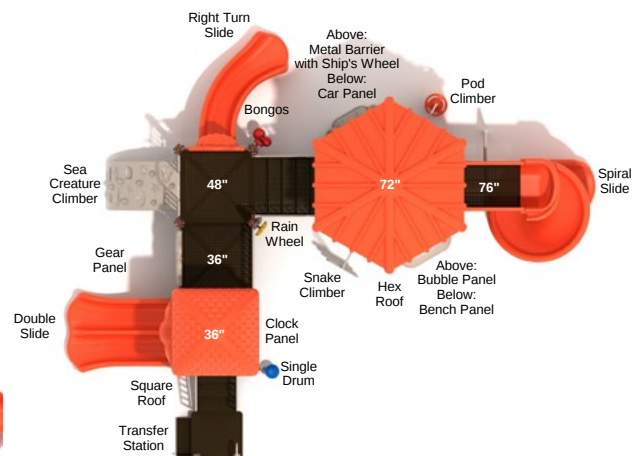 Right Turn
Slide
Above:
Metal Barrier
with Ship's Wheel
Below:
Car Panel
Bongos
Pod
Climber
Sea
Creature
Climber
48"
72"
76"
Spiral
Slide
Rain
Wheel
Gear
Panel
36"
Snake
Climber
Hex
Roof
Above:
Bubble Panel
Below:
Bench Panel
Double
Slide
36"
Clock
Panel
Single
Drum
Square
Roof
Transfer
Station